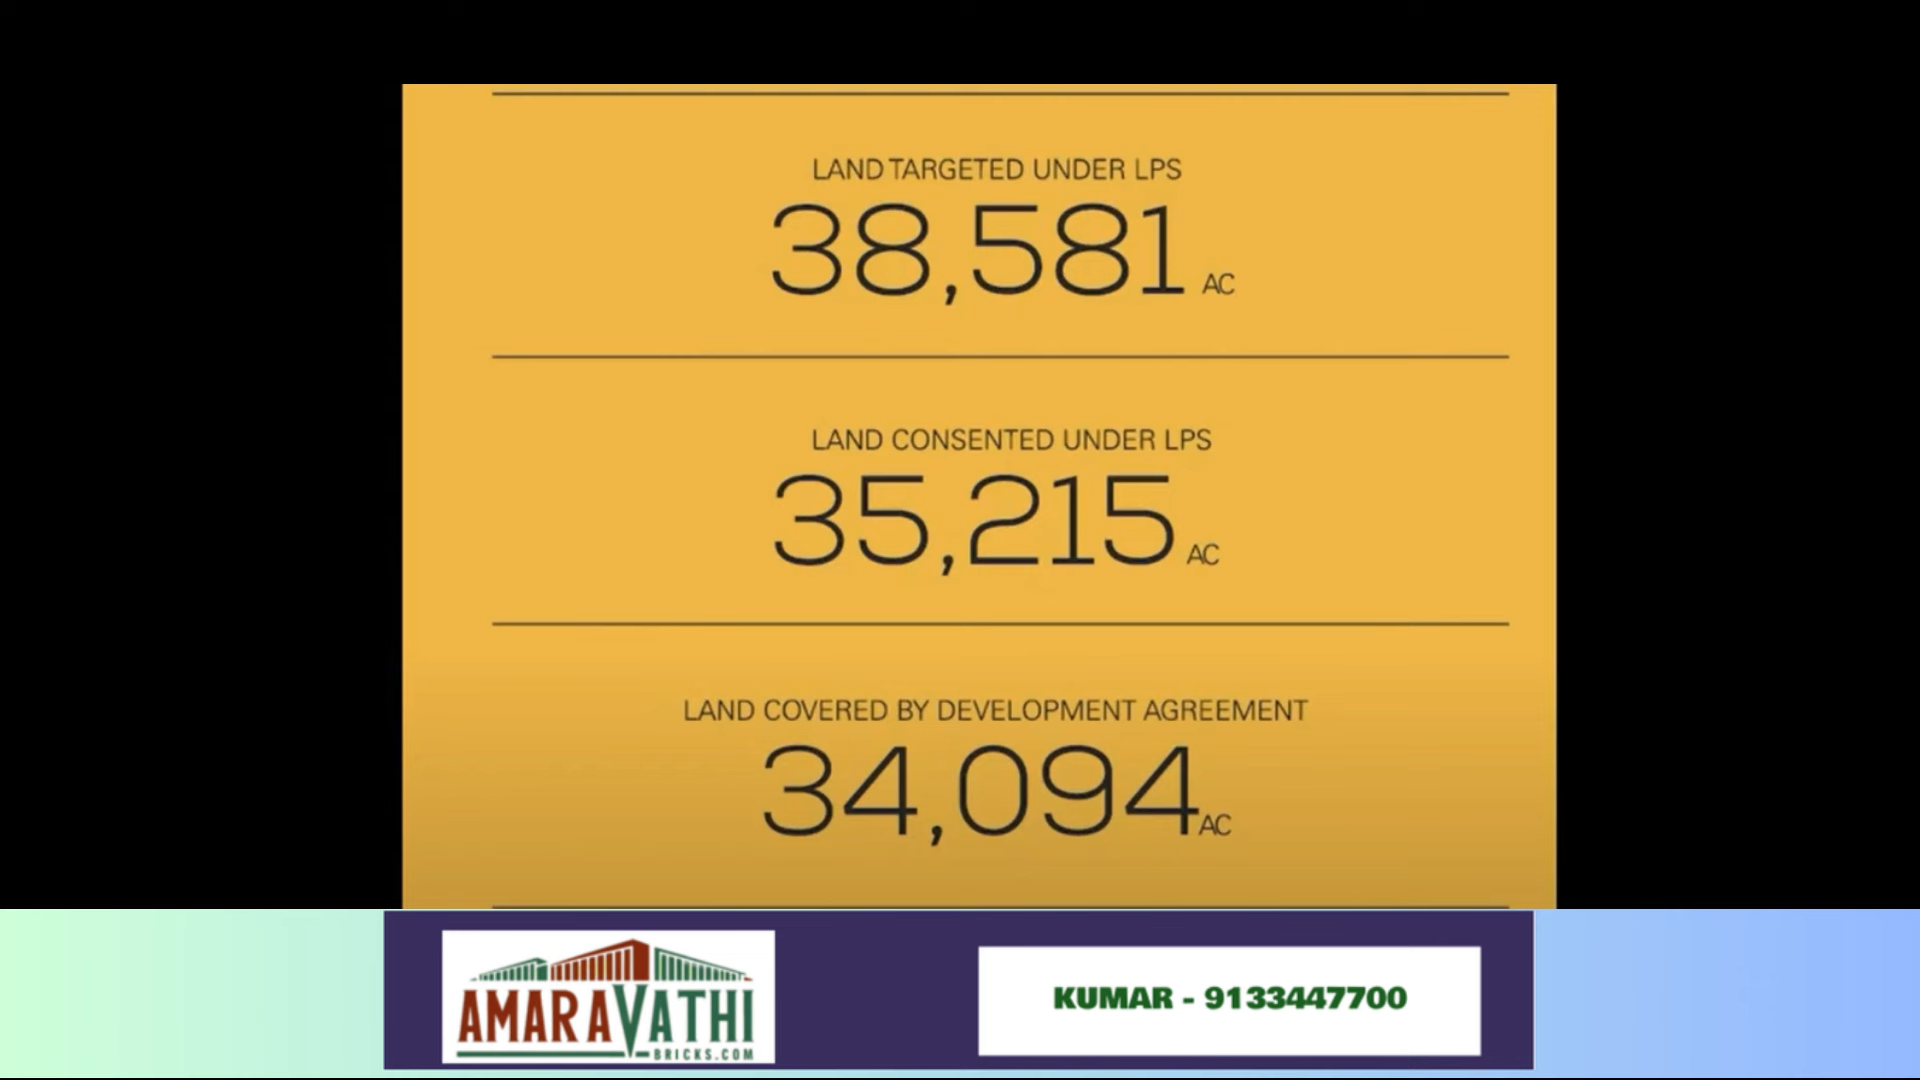 LAND TARGETED UNDER LPS
38,581 AC
LAND CONSENTED UNDER LPS
35,215 AC
LAND COVERED BY DEVELOPMENT AGREEMENT
34,094 AC
AMARAVATHI
BRICKS.COM
KUMAR - 9133447700